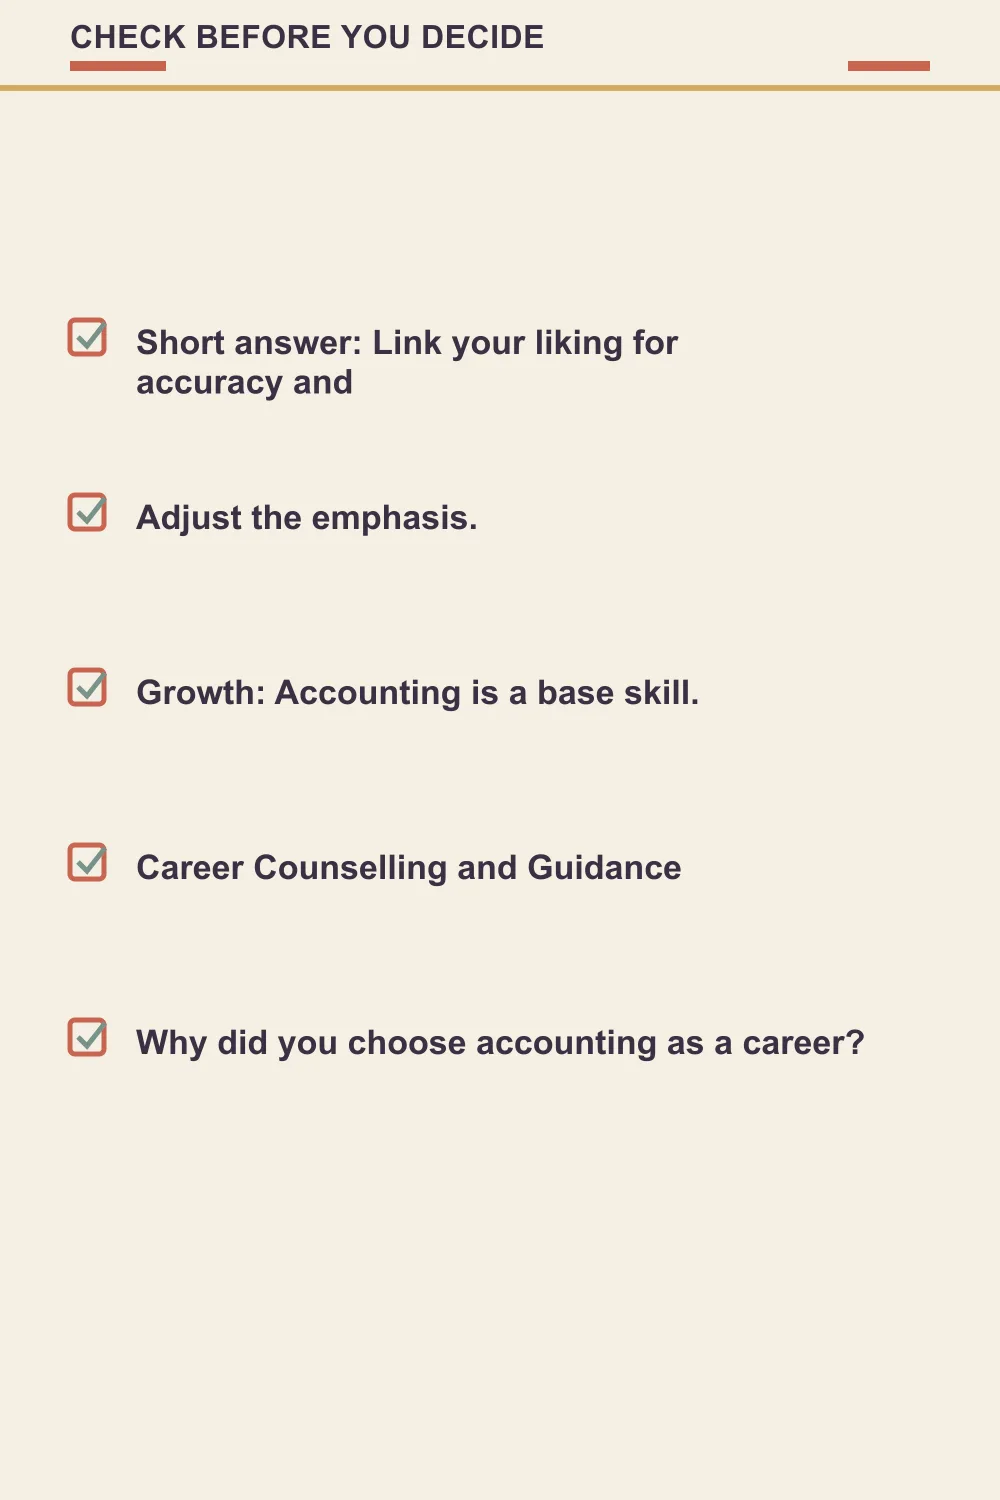 CHECK BEFORE YOU DECIDE
Short answer: Link your liking for
accuracy and
Adjust the emphasis.
Growth: Accounting is a base skill.
Career Counselling and Guidance
Why did you choose accounting as a career?